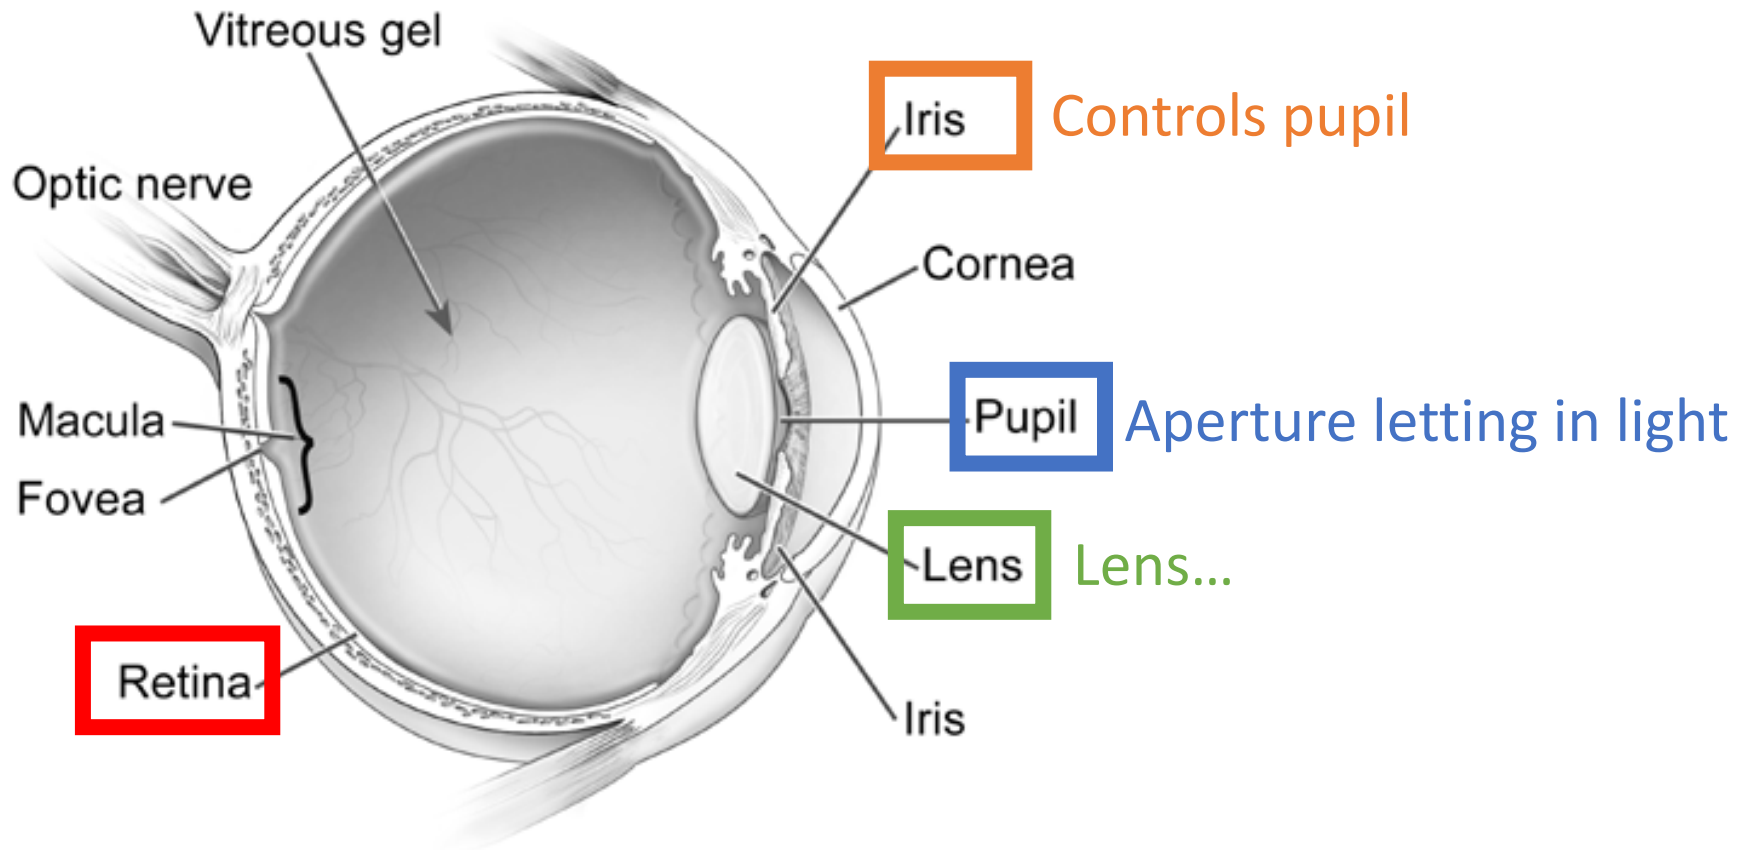 Vitreous gel
Iris
Controls pupil
Optic nerve
Cornea
Macula
Pupil
Aperture letting in light
Fovea
Lens
Lens...
Retina
Iris